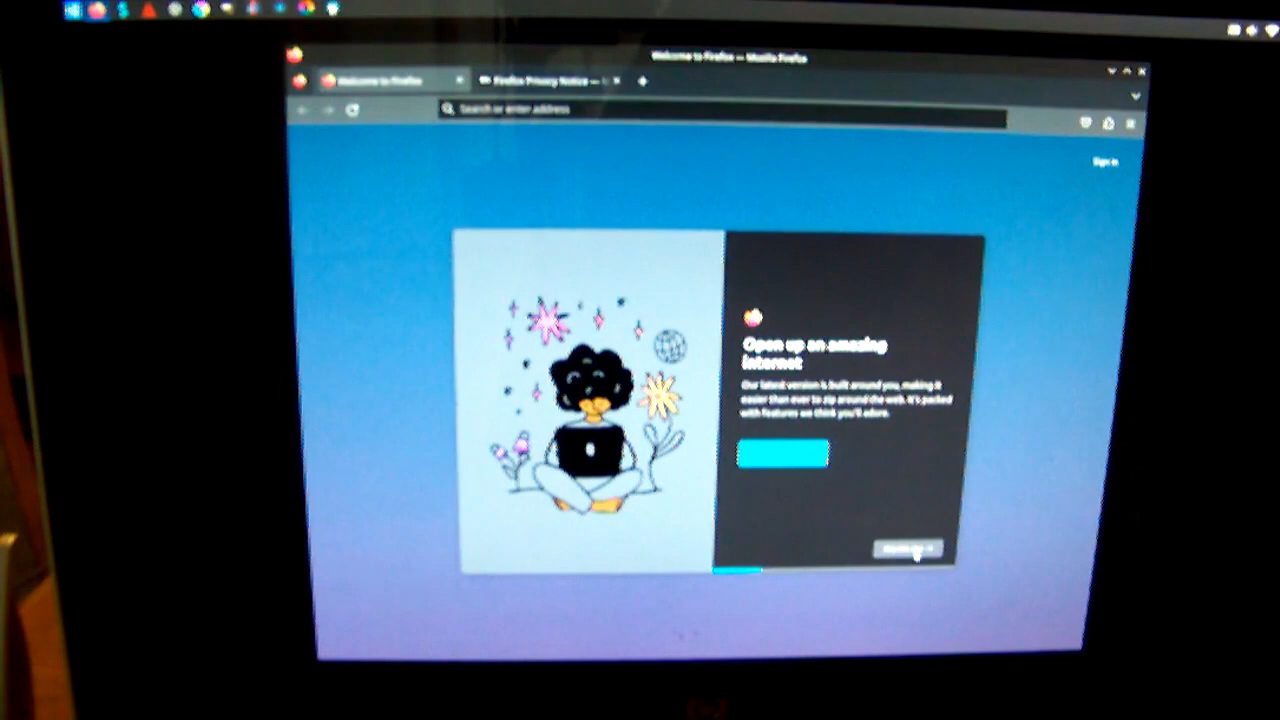 Welcome to Firefox — Mozilla Firefox
Welcome to Firefox
Firefox Privacy Notice —
Search or enter address
Sign in
Open up an amazing
internet
Our latest version is built around you, making it
easier than ever to zip around the web. It's packed
with features we think you'll adore.